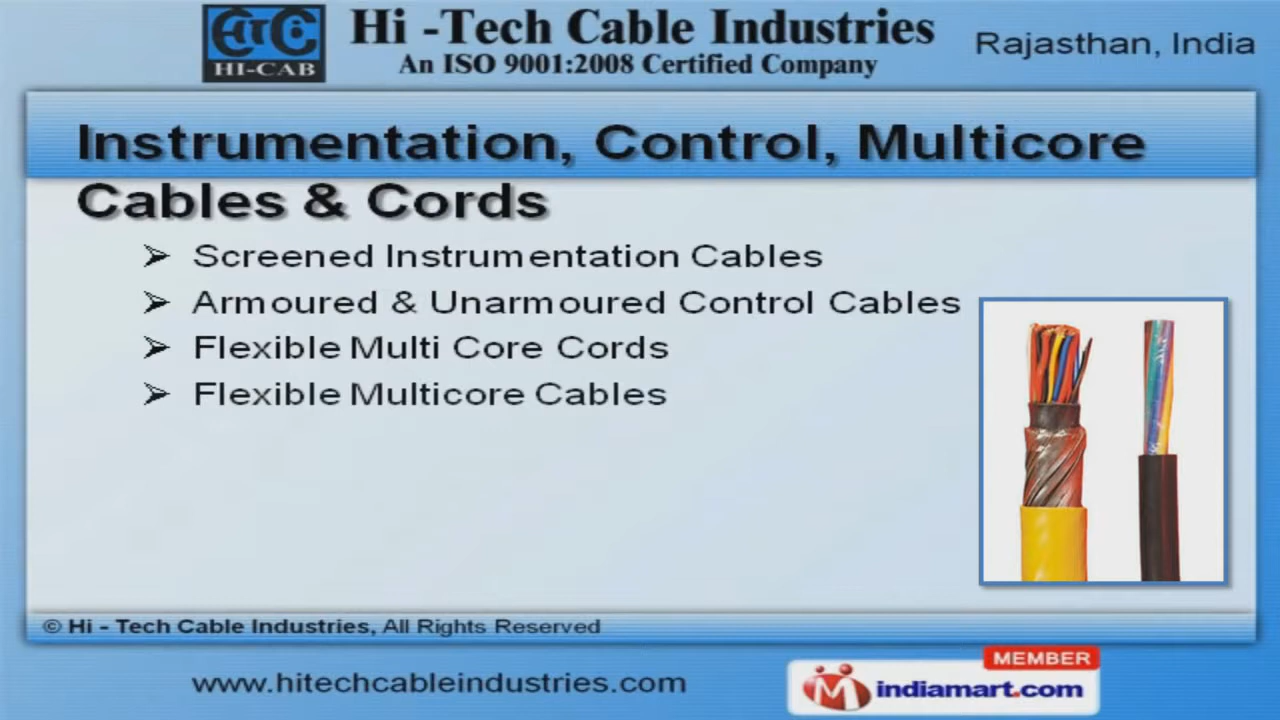 HTC
HI-CAB
Hi -Tech Cable Industries
An ISO 9001:2008 Certified Company
Rajasthan, India
Instrumentation, Control, Multicore
Cables & Cords
➢ Screened Instrumentation Cables
➢ Armoured & Unarmoured Control Cables
➢ Flexible Multi Core Cords
➢ Flexible Multicore Cables
© Hi - Tech Cable Industries, All Rights Reserved
www.hitechcableindustries.com
MEMBER
indiamart.com